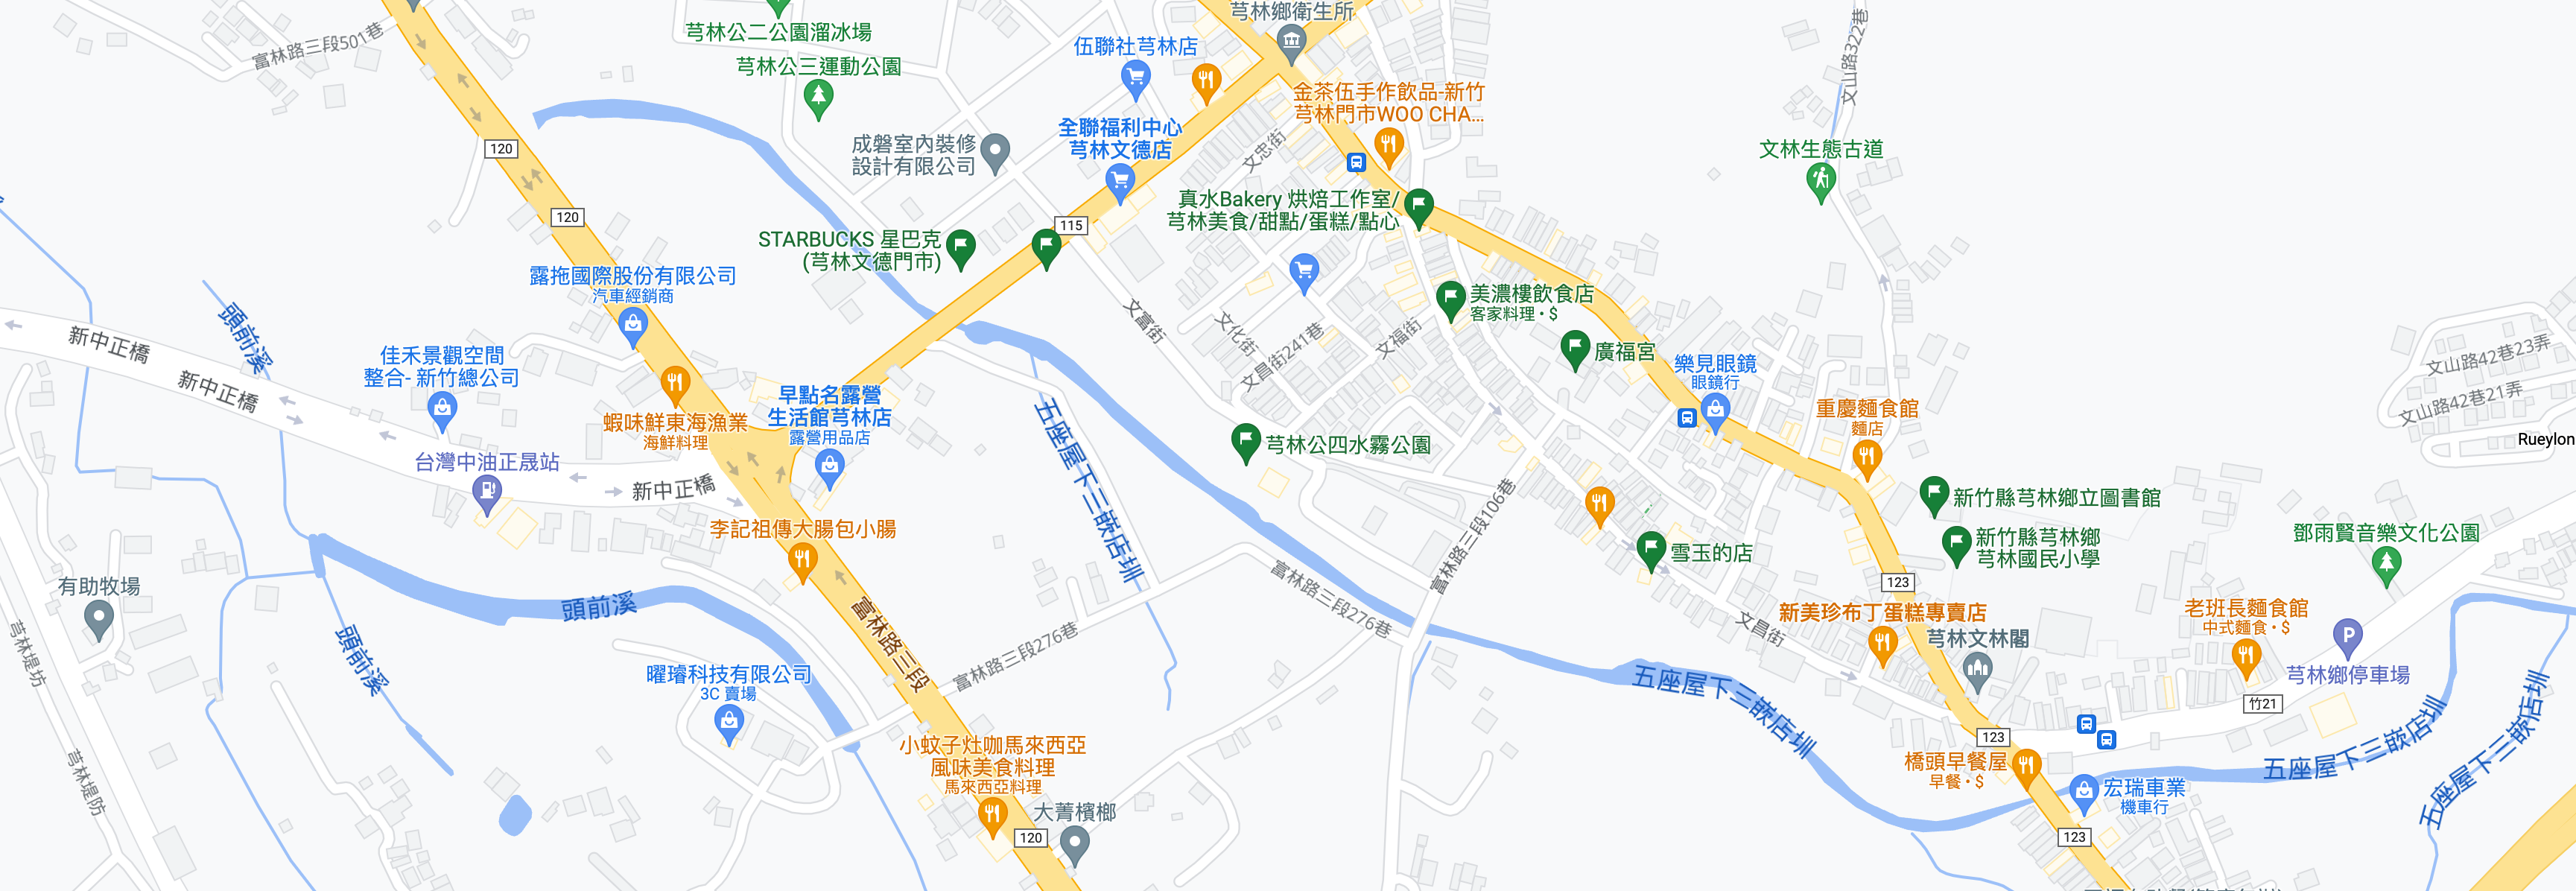 富林路三段501巷
芎林公二公園溜冰場
芎林公三運動公園
伍聯社芎林店
芎林鄉衛生所
金茶伍手作飲品-新竹
芎林門市WOO CHA...
文山路322巷
文林生態古道
120
成磐室內裝修
設計有限公司
全聯福利中心
芎林文德店
文忠街
120
115
STARBUCKS 星巴克
(芎林文德門市)
真水Bakery 烘焙工作室/
芎林美食/甜點/蛋糕/點心
露拖國際股份有限公司
汽車經銷商
頭前溪
新中正橋
新中正橋
佳禾景觀空間
整合- 新竹總公司
文富街
文化街
文昌街241巷
文福街
美濃樓飲食店
客家料理・$
廣福宮
樂見眼鏡
眼鏡行
文山路42巷23弄
文山路42巷21弄
Rueylon
蝦味鮮東海漁業
海鮮料理
早點名露營
生活館芎林店
露營用品店
重慶麵食館
麵店
台灣中油正晟站
新中正橋
五座屋下三嵌店圳
芎林公四水霧公園
富林路三段106巷
新竹縣芎林鄉立圖書館
新竹縣芎林鄉
芎林國民小學
鄧雨賢音樂文化公園
李記祖傳大腸包小腸
雪玉的店
有助牧場
頭前溪
富林路三段
富林路三段276巷
富林路三段276巷
123
新美珍布丁蛋糕專賣店
文昌街
芎林文林閣
老班長麵食館
中式麵食・$
芎林鄉停車場
竹21
芎林堤坊
頭前溪
曜璿科技有限公司
3C 賣場
五座屋下三嵌店圳
123
五座屋下三嵌店圳
五座屋下三嵌店圳
芎林堤防
小蚊子灶咖馬來西亞
風味美食料理
馬來西亞料理
橋頭早餐屋
早餐・$
宏瑞車業
機車行
大菁檳榔
120
123